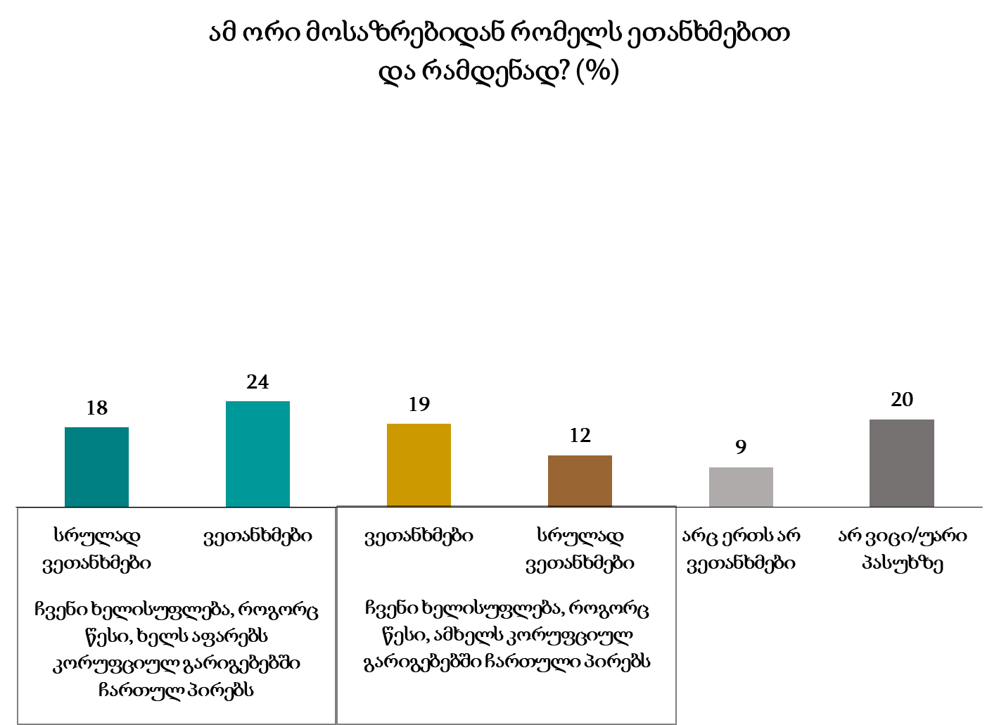 ამ ორი მოსაზრებიდან რომელს ეთანხმებით
და რამდენად? (%)
18
24
19
12
9
20
სრულად
ვეთანხმები
ვეთანხმები
ვეთანხმები
სრულად
ვეთანხმები
არც ერთს არ
ვეთანხმები
არ ვიცი/უარი
პასუხზე
ჩვენი ხელისუფლება, როგორც
წესი, ხელს აფარებს
კორუფციულ გარიგებებში
ჩართულ პირებს
ჩვენი ხელისუფლება, როგორც
წესი, ამხელს კორუფციულ
გარიგებებში ჩართული პირებს